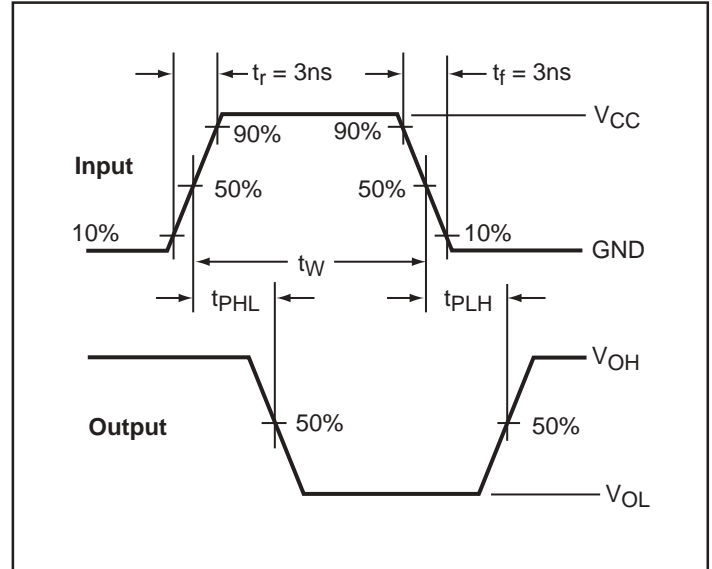 t_r = 3ns
t_f = 3ns
V_CC
90%
90%
Input
50%
50%
10%
10%
GND
t_W
t_PHL
t_PLH
V_OH
Output
50%
50%
V_OL